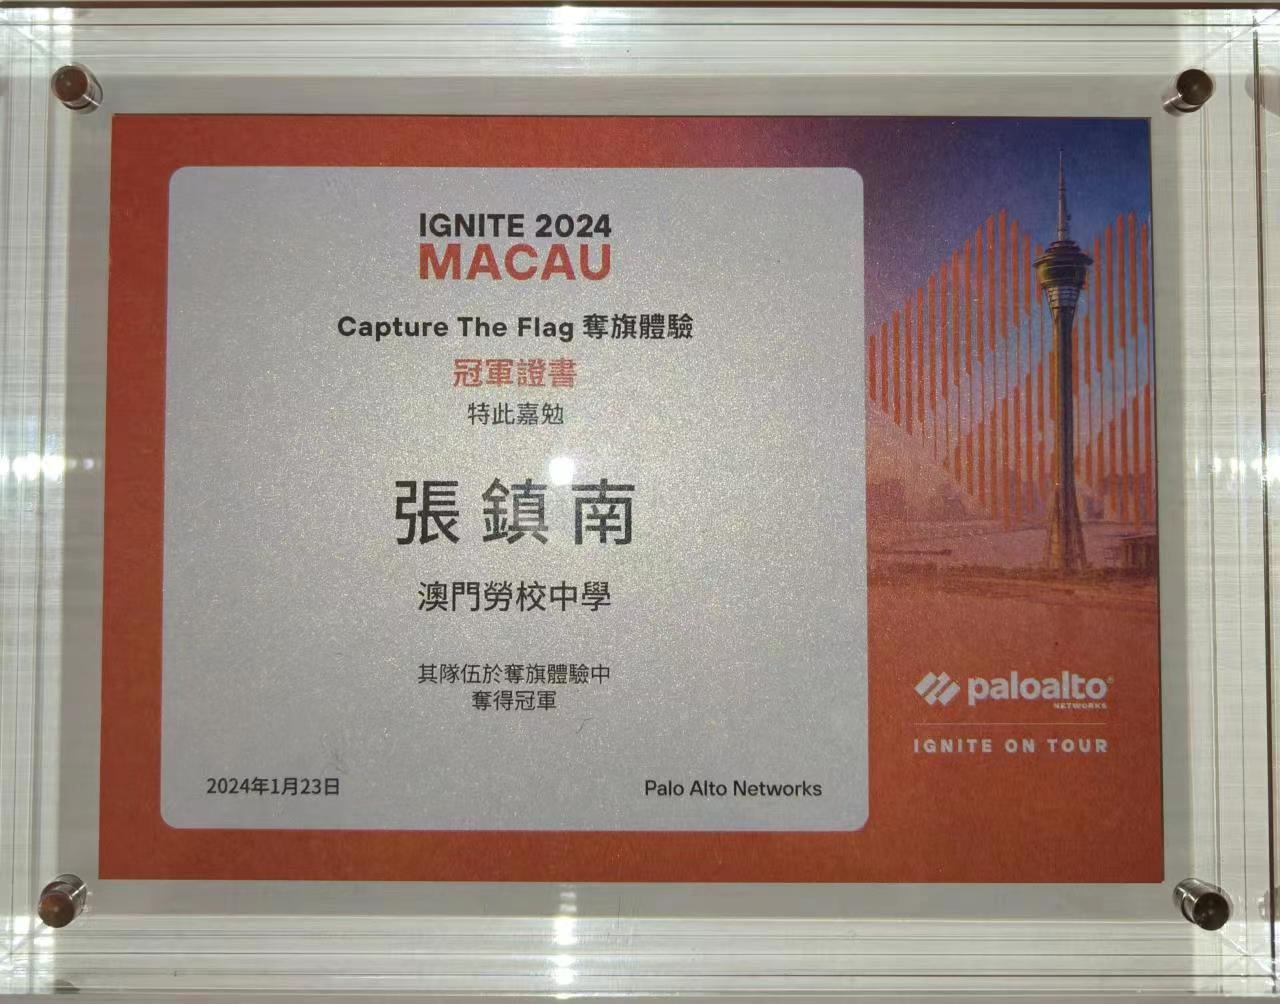 IGNITE 2024
MACAU
Capture The Flag 奪旗體驗
冠軍證書
特此嘉勉
張鎮南
澳門勞校中學
其隊伍於奪旗體驗中
奪得冠軍
2024年1月23日
Palo Alto Networks
paloalto®
NETWORKS
IGNITE ON TOUR